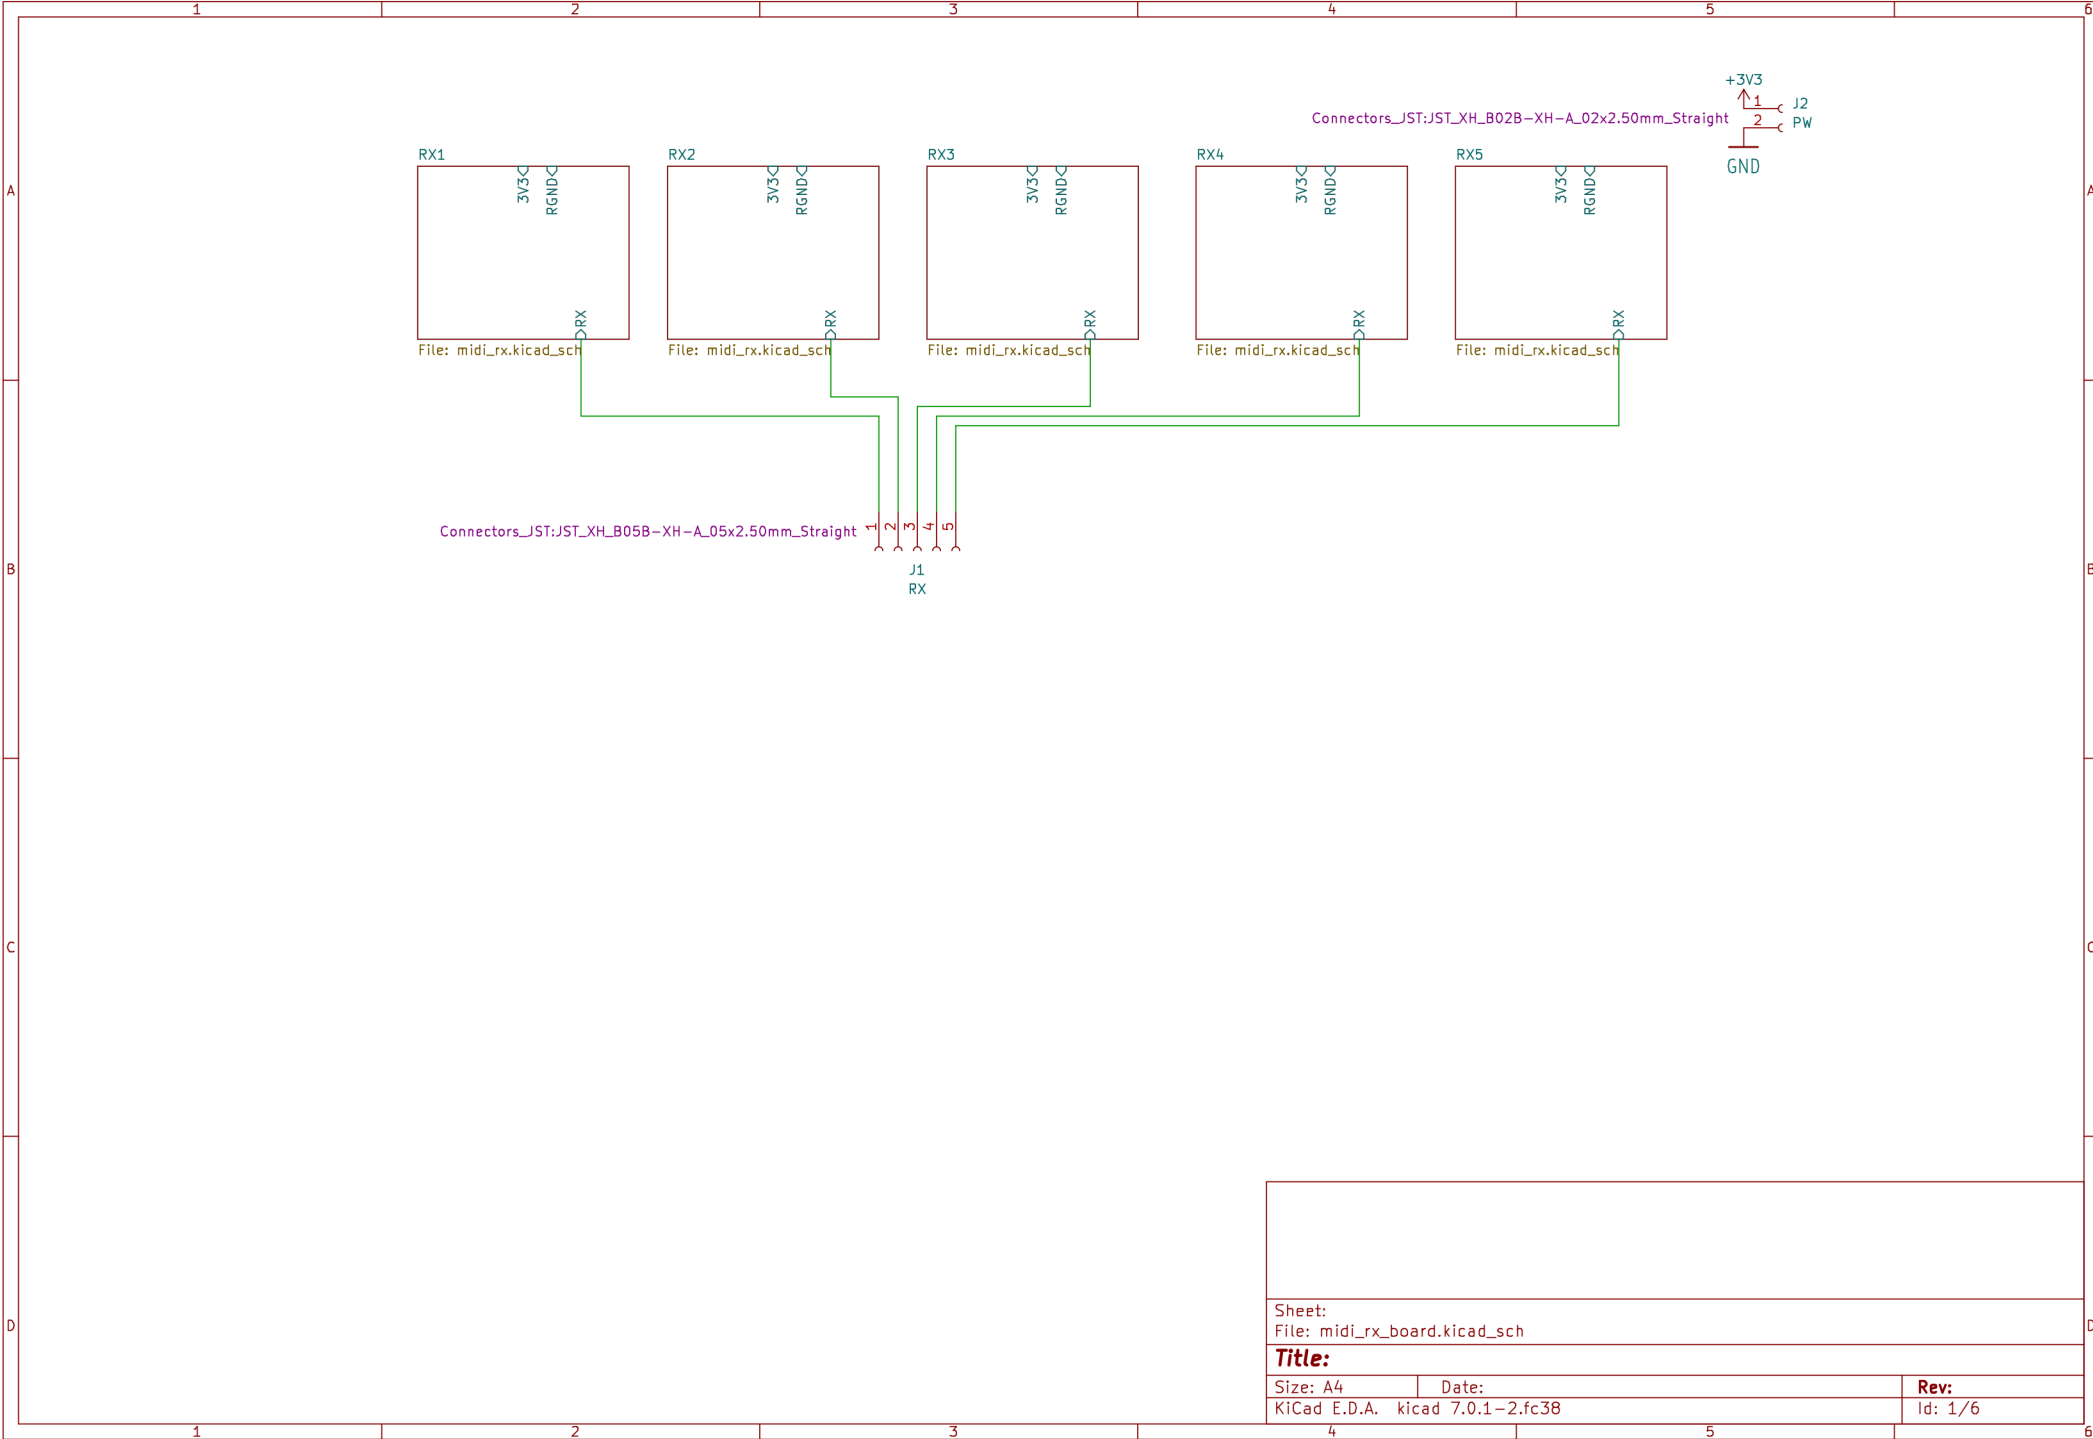 1 2 3 4 5 6
+3V3
1 J2
Connectors_JST:JST_XH_B02B-XH-A_02x2.50mm_Straight 2 PW
GND
RX1 RX2 RX3 RX4 RX5
A A
3V3 RGND 3V3 RGND 3V3 RGND 3V3 RGND 3V3 RGND
RX RX RX RX RX
File: midi_rx.kicad_sch File: midi_rx.kicad_sch File: midi_rx.kicad_sch File: midi_rx.kicad_sch File: midi_rx.kicad_sch
1 2 3 4 5
Connectors_JST:JST_XH_B05B-XH-A_05x2.50mm_Straight
B J1 B
RX
C C
Sheet:
D D
File: midi_rx_board.kicad_sch
Title:
Size: A4 Date: Rev:
KiCad E.D.A. kicad 7.0.1-2.fc38 Id: 1/6
1 2 3 4 5 6